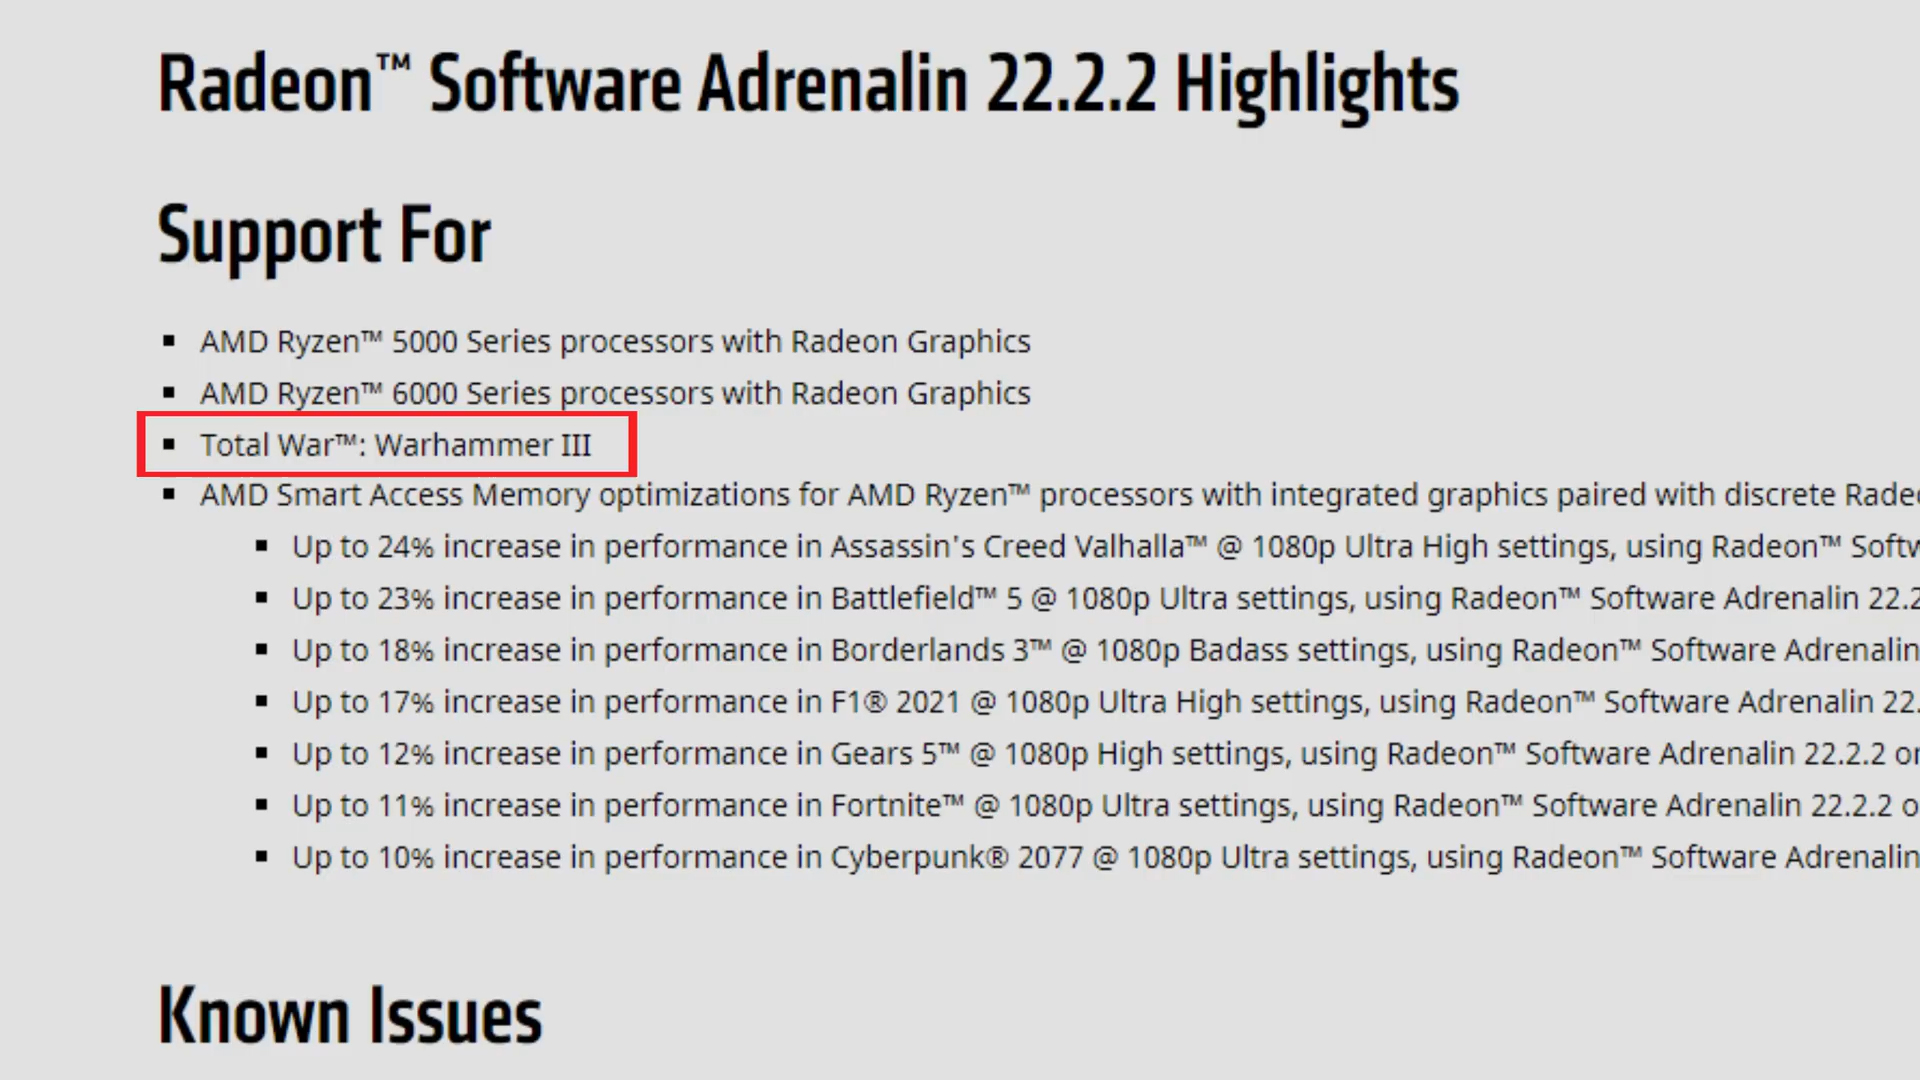 Radeon™ Software Adrenalin 22.2.2 Highlights
Support For
▪ AMD Ryzen™ 5000 Series processors with Radeon Graphics
▪ AMD Ryzen™ 6000 Series processors with Radeon Graphics
▪ Total War™: Warhammer III
▪ AMD Smart Access Memory optimizations for AMD Ryzen™ processors with integrated graphics paired with discrete
▪ Up to 24% increase in performance in Assassin's Creed Valhalla™ @ 1080p Ultra High settings, using Radeon™
▪ Up to 23% increase in performance in Battlefield™ 5 @ 1080p Ultra settings, using Radeon™ Software Adrenalin
▪ Up to 18% increase in performance in Borderlands 3™ @ 1080p Badass settings, using Radeon™ Software Adrenalin
▪ Up to 17% increase in performance in F1® 2021 @ 1080p Ultra High settings, using Radeon™ Software Adrenalin
▪ Up to 12% increase in performance in Gears 5™ @ 1080p High settings, using Radeon™ Software Adrenalin 22.2.2
▪ Up to 11% increase in performance in Fortnite™ @ 1080p Ultra settings, using Radeon™ Software Adrenalin 22.2.2
▪ Up to 10% increase in performance in Cyberpunk® 2077 @ 1080p Ultra settings, using Radeon™ Software Adrenalin
Known Issues